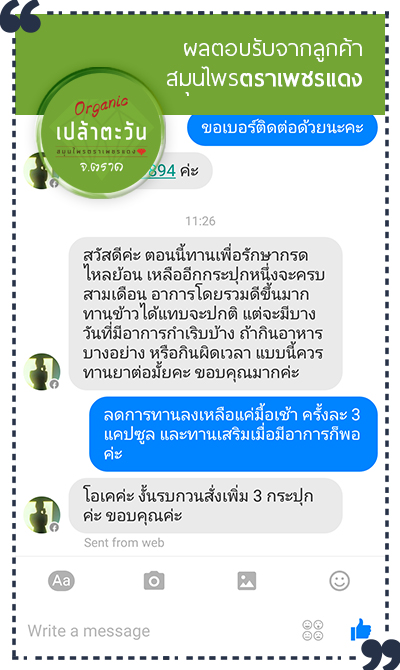 ผลตอบรับจากลูกค้า
สมุนไพรตราเพชรแดง
Organic
เปล้าตะวัน
สมุนไพรตราเพชรแดง
จ.ตราด
ขอเบอร์ติดต่อด้วยนะคะ
894 ค่ะ
11:26
สวัสดีค่ะ ตอนนี้ทานเพื่อรักษากรด
ไหลย้อน เหลืออีกกระปุกหนึ่งจะครบ
สามเดือน อาการโดยรวมดีขึ้นมาก
ทานข้าวได้แทบจะปกติ แต่จะมีบาง
วันที่มีอาการกำเริบบ้าง ถ้ากินอาหาร
บางอย่าง หรือกินผิดเวลา แบบนี้ควร
ทานยาต่อมั้ยคะ ขอบคุณมากค่ะ
ลดการทานลงเหลือแค่มื้อเช้า ครั้งละ 3
แคปซูล และทานเสริมเมื่อมีอาการก็พอ
ค่ะ
โอเคค่ะ งั้นรบกวนสั่งเพิ่ม 3 กระปุก
ค่ะ ขอบคุณค่ะ
Sent from web
Aa
Write a message